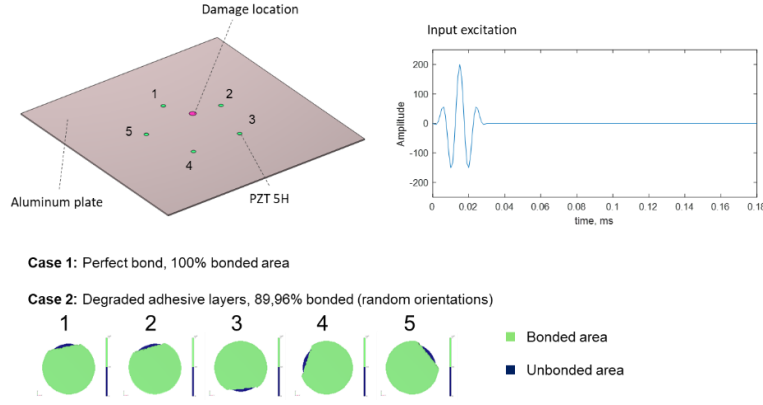 Damage location
1
2
3
4
5
Aluminum plate
PZT 5H
Input excitation
Amplitude
200
100
0
-100
-200
0 0.02 0.04 0.06 0.08 0.1 0.12 0.14 0.16 0.18
time, ms
Case 1: Perfect bond, 100% bonded area
Case 2: Degraded adhesive layers, 89,96% bonded (random orientations)
1 2 3 4 5
Bonded area
Unbonded area